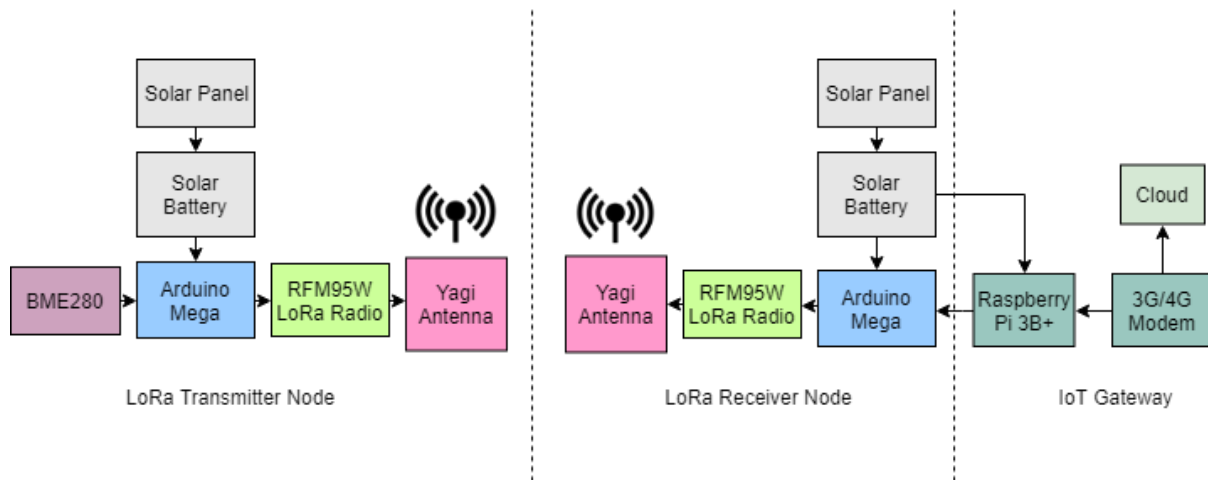 Solar Panel
Solar
Battery
BME280
Arduino
Mega
RFM95W
LoRa Radio
Yagi
Antenna
LoRa Transmitter Node
Solar Panel
Solar
Battery
Yagi
Antenna
RFM95W
LoRa Radio
Arduino
Mega
LoRa Receiver Node
Cloud
Raspberry
Pi 3B+
3G/4G
Modem
IoT Gateway